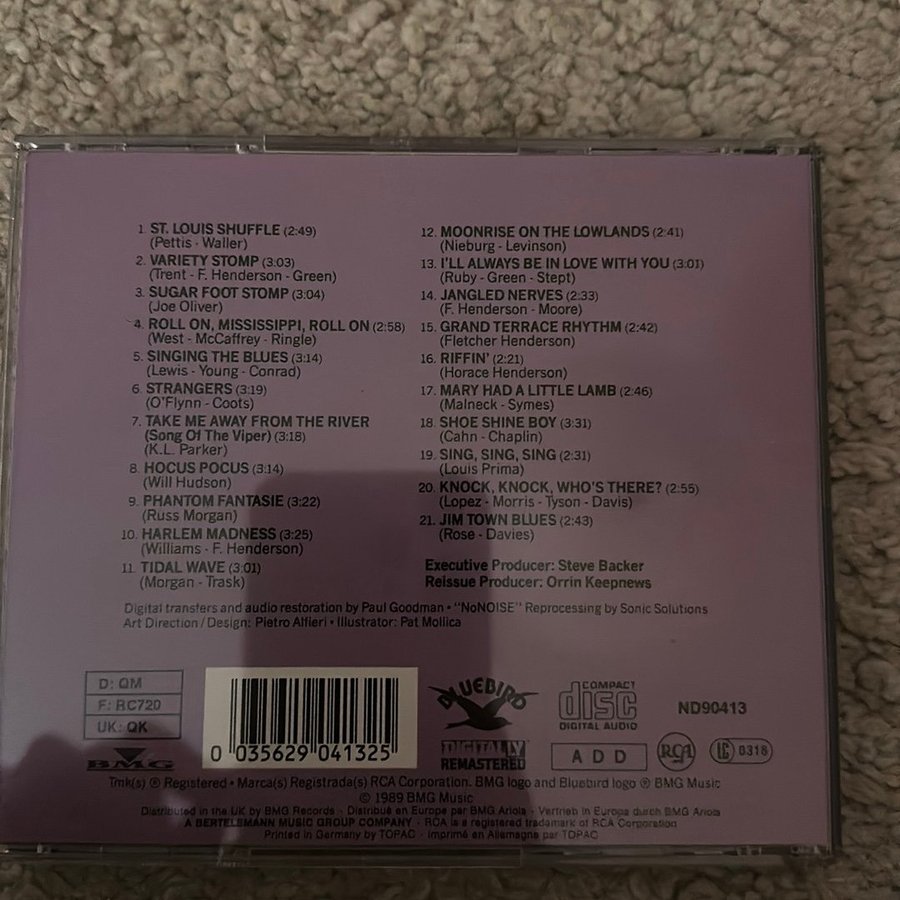 1. ST. LOUIS SHUFFLE (2:49)
(Pettis - Waller)
2. VARIETY STOMP (3:03)
(Trent - F. Henderson - Green)
3. SUGAR FOOT STOMP (3:04)
(Joe Oliver)
4. ROLL ON, MISSISSIPPI, ROLL ON (2:58)
(West - McCaffrey - Ringle)
5. SINGING THE BLUES (3:14)
(Lewis - Young - Conrad)
6. STRANGERS (3:19)
(O'Flynn - Coots)
7. TAKE ME AWAY FROM THE RIVER
(Song Of The Viper) (3:18)
(K.L. Parker)
8. HOCUS POCUS (3:14)
(Will Hudson)
9. PHANTOM FANTASIE (3:22)
(Russ Morgan)
10. HARLEM MADNESS (3:25)
(Williams - F. Henderson)
11. TIDAL WAVE (3:01)
(Morgan - Trask)
12. MOONRISE ON THE LOWLANDS (2:41)
(Nieburg - Levinson)
13. I'LL ALWAYS BE IN LOVE WITH YOU (3:01)
(Ruby - Green - Stept)
14. JANGLED NERVES (2:33)
(F. Henderson - Moore)
15. GRAND TERRACE RHYTHM (2:42)
(Fletcher Henderson)
16. RIFFIN' (2:21)
(Horace Henderson)
17. MARY HAD A LITTLE LAMB (2:46)
(Malneck - Symes)
18. SHOE SHINE BOY (3:31)
(Cahn - Chaplin)
19. SING, SING, SING (2:31)
(Louis Prima)
20. KNOCK, KNOCK, WHO'S THERE? (2:55)
(Lopez - Morris - Tyson - Davis)
21. JIM TOWN BLUES (2:43)
(Rose - Davies)
Executive Producer: Steve Backer
Reissue Producer: Orrin Keepnews
Digital transfers and audio restoration by Paul Goodman • "NoNOISE" Reprocessing by Sonic Solutions
Art Direction/Design: Pietro Alfieri • Illustrator: Pat Mollica
D: QM
F: RC720
UK: QK
BMG
0 035629 041325
BLUEBIRD
DIGITALLY
REMASTERED
COMPACT
disc
DIGITAL AUDIO
A D D
RCA
ND90413
LC 0316
Tmk(s) ® Registered • Marca(s) Registrada(s) RCA Corporation. BMG logo and Bluebird logo ® BMG Music
© 1989 BMG Music
Distributed in the UK by BMG Records - Distribué en Europe par BMG Ariola - Vertrieb in Europa durch BMG Ariola
A BERTELSMANN MUSIC GROUP COMPANY - RCA is a registered trademark of RCA Corporation
Printed in Germany by TOPAC - Imprimé en Allemagne par TOPAC